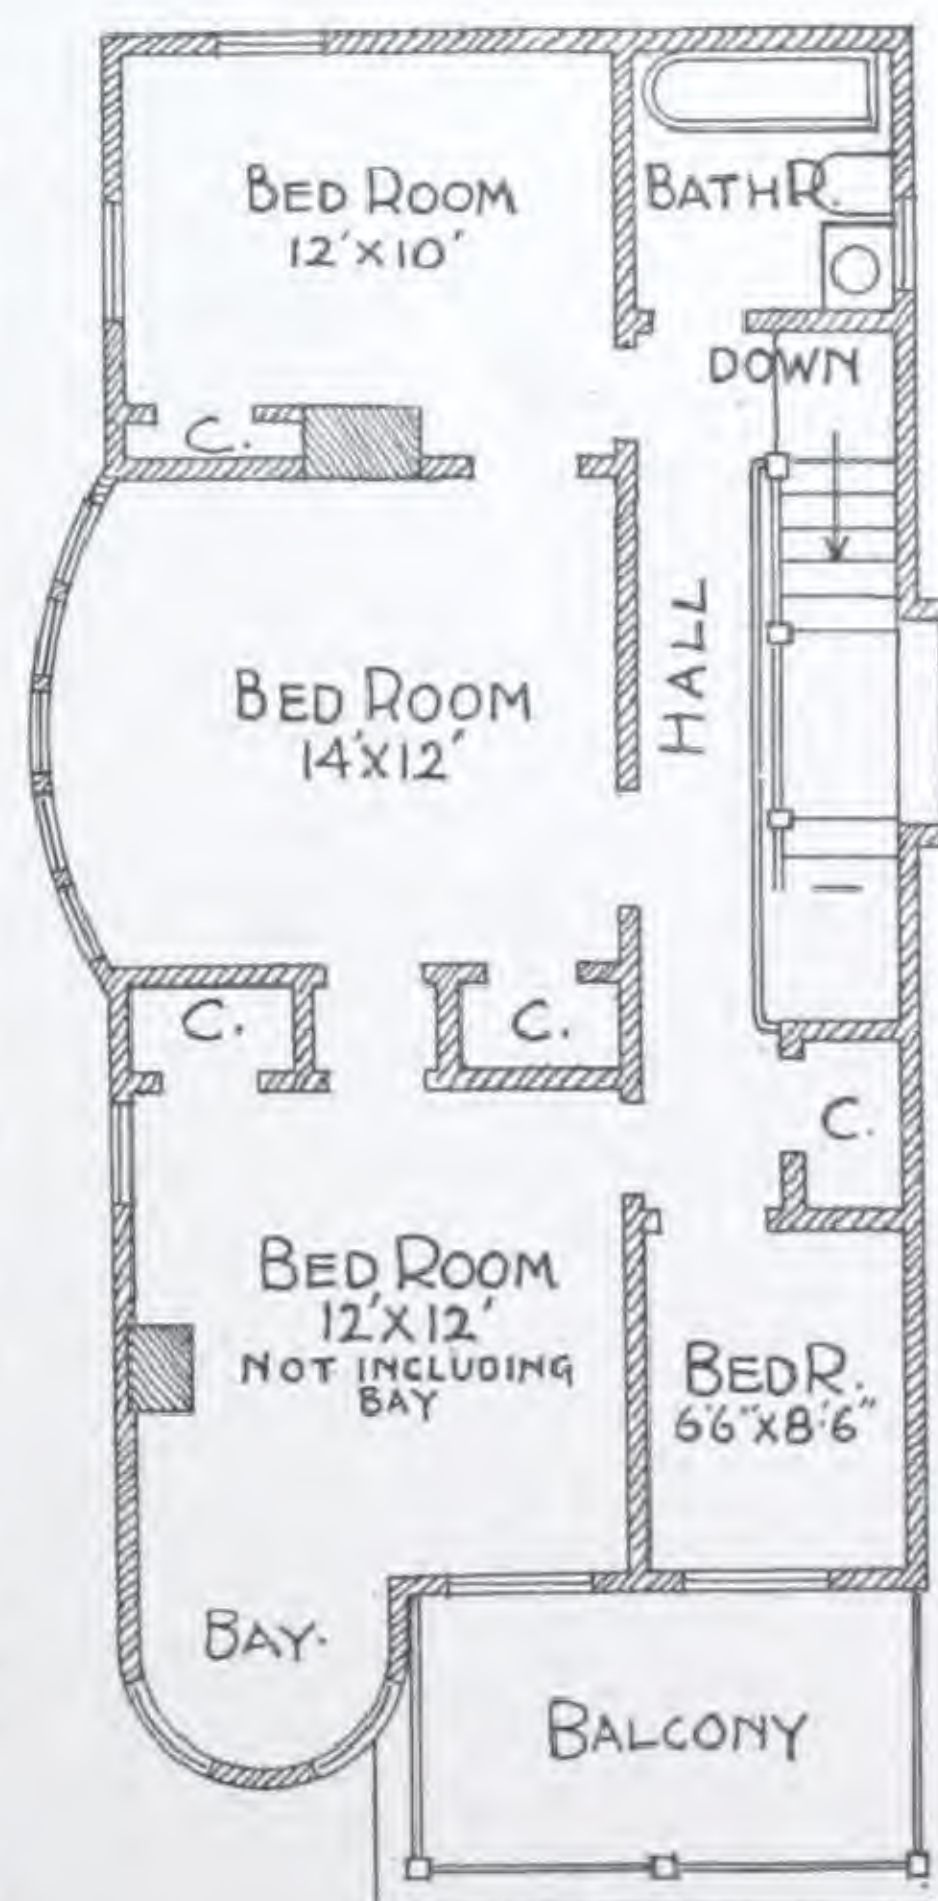 BED ROOM
12'X10'
BATH R.
DOWN
C.
HALL
BED ROOM
14'X12'
C.
C.
C.
BED ROOM
12'X12'
NOT INCLUDING
BAY
BED R.
6'6"X8'6"
BAY.
BALCONY